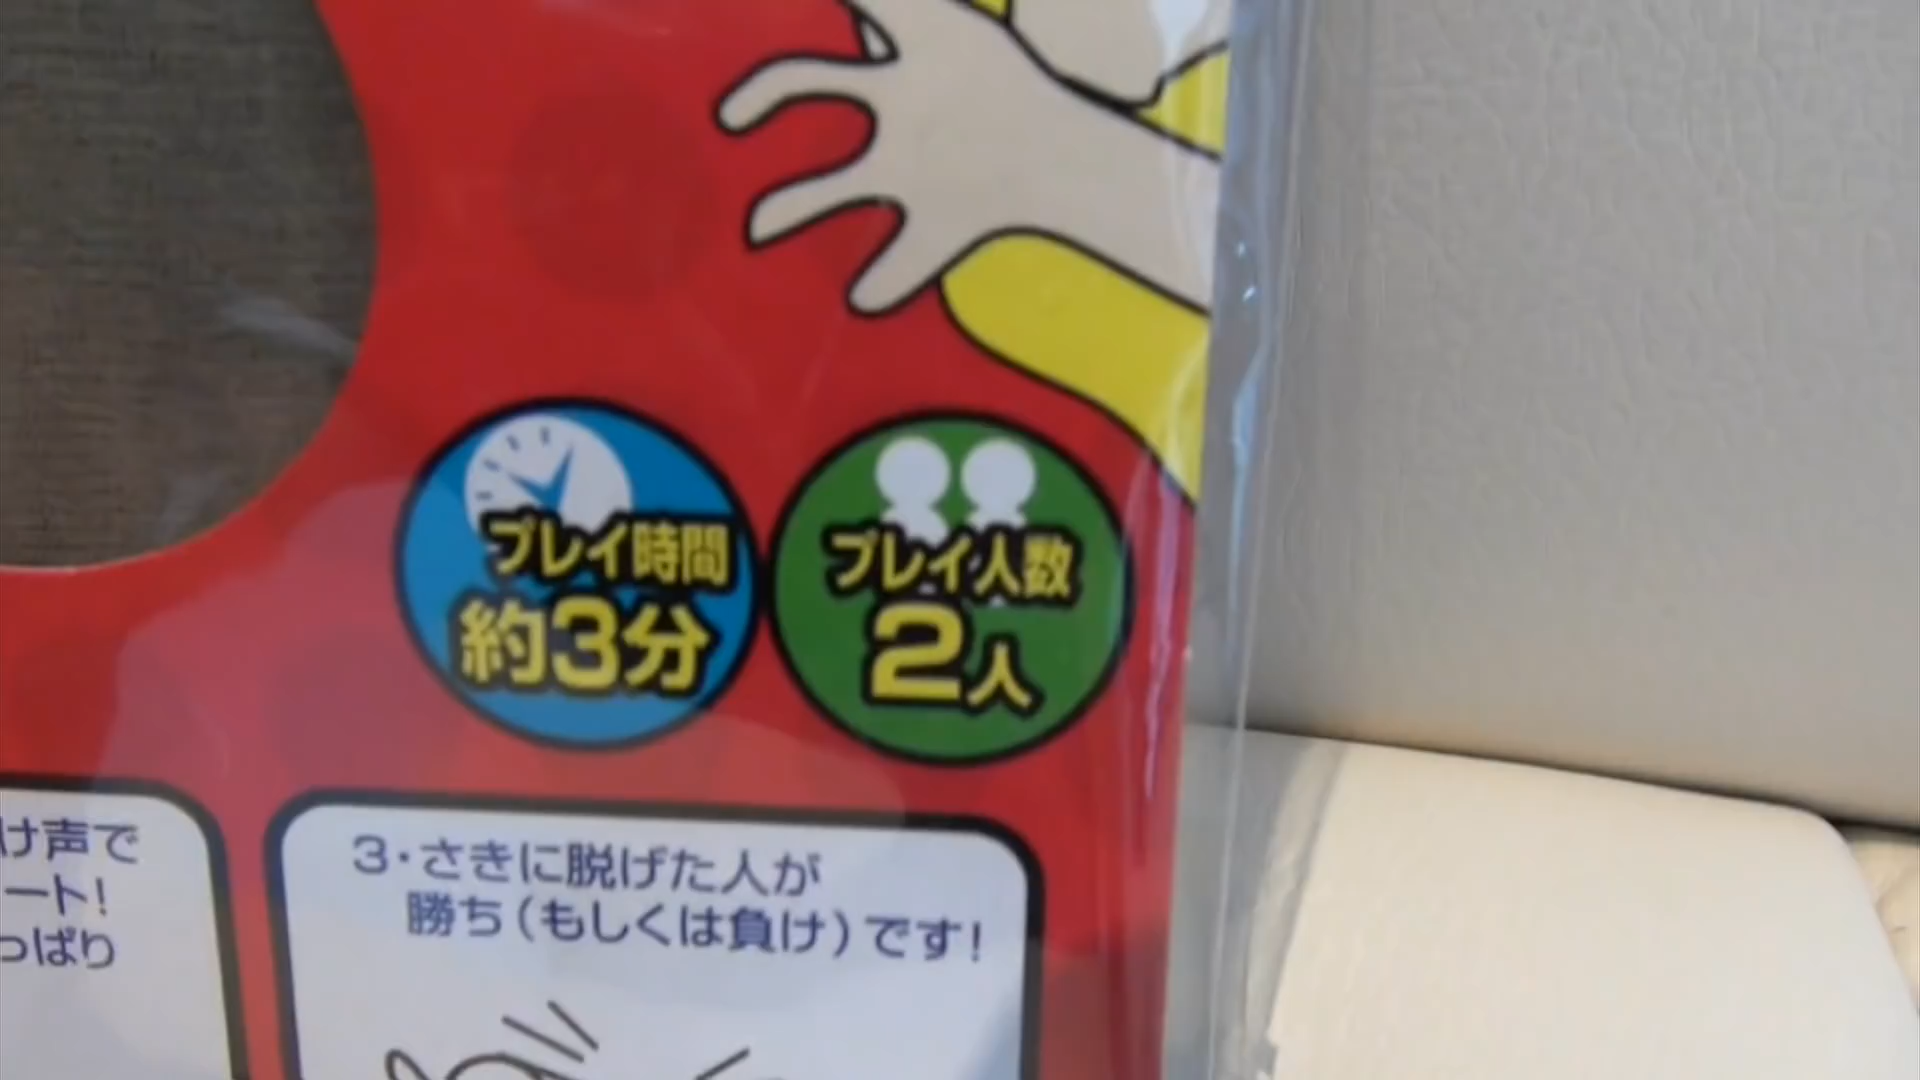 プレイ時間
約3分
プレイ人数
2人
け声で
ート!
っぱり
3・さきに脱げた人が
勝ち(もしくは負け)です!